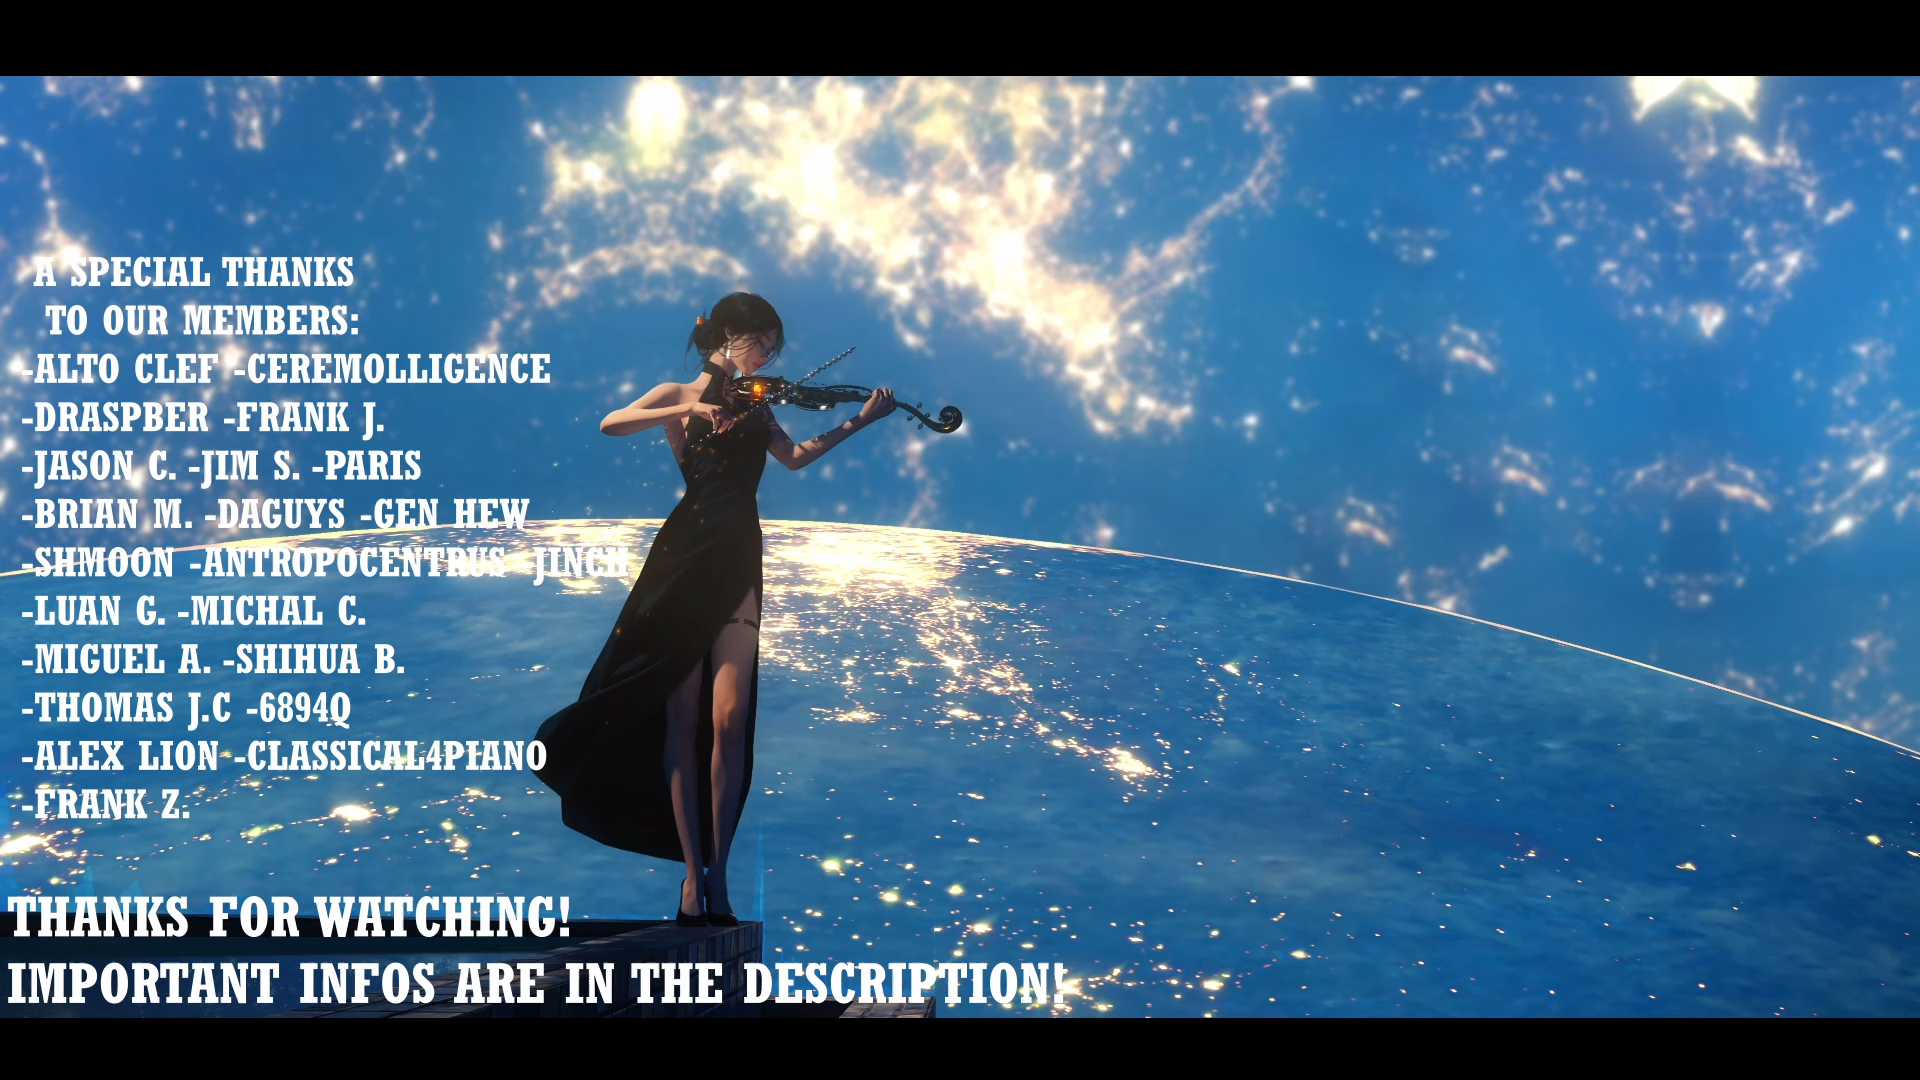 A SPECIAL THANKS
TO OUR MEMBERS:
-ALTO CLEF -CEREMOLLIGENCE
-DRASPBER -FRANK J.
-JASON C. -JIM S. -PARIS
-BRIAN M. -DAGUYS -GEN HEW
-SHMOON -ANTROPOCENTRUS -JINCH
-LUAN G. -MICHAL C.
-MIGUEL A. -SHIHUA B.
-THOMAS J.C -6894Q
-ALEX LION -CLASSICAL4PIANO
-FRANK Z.
THANKS FOR WATCHING!
IMPORTANT INFOS ARE IN THE DESCRIPTION!